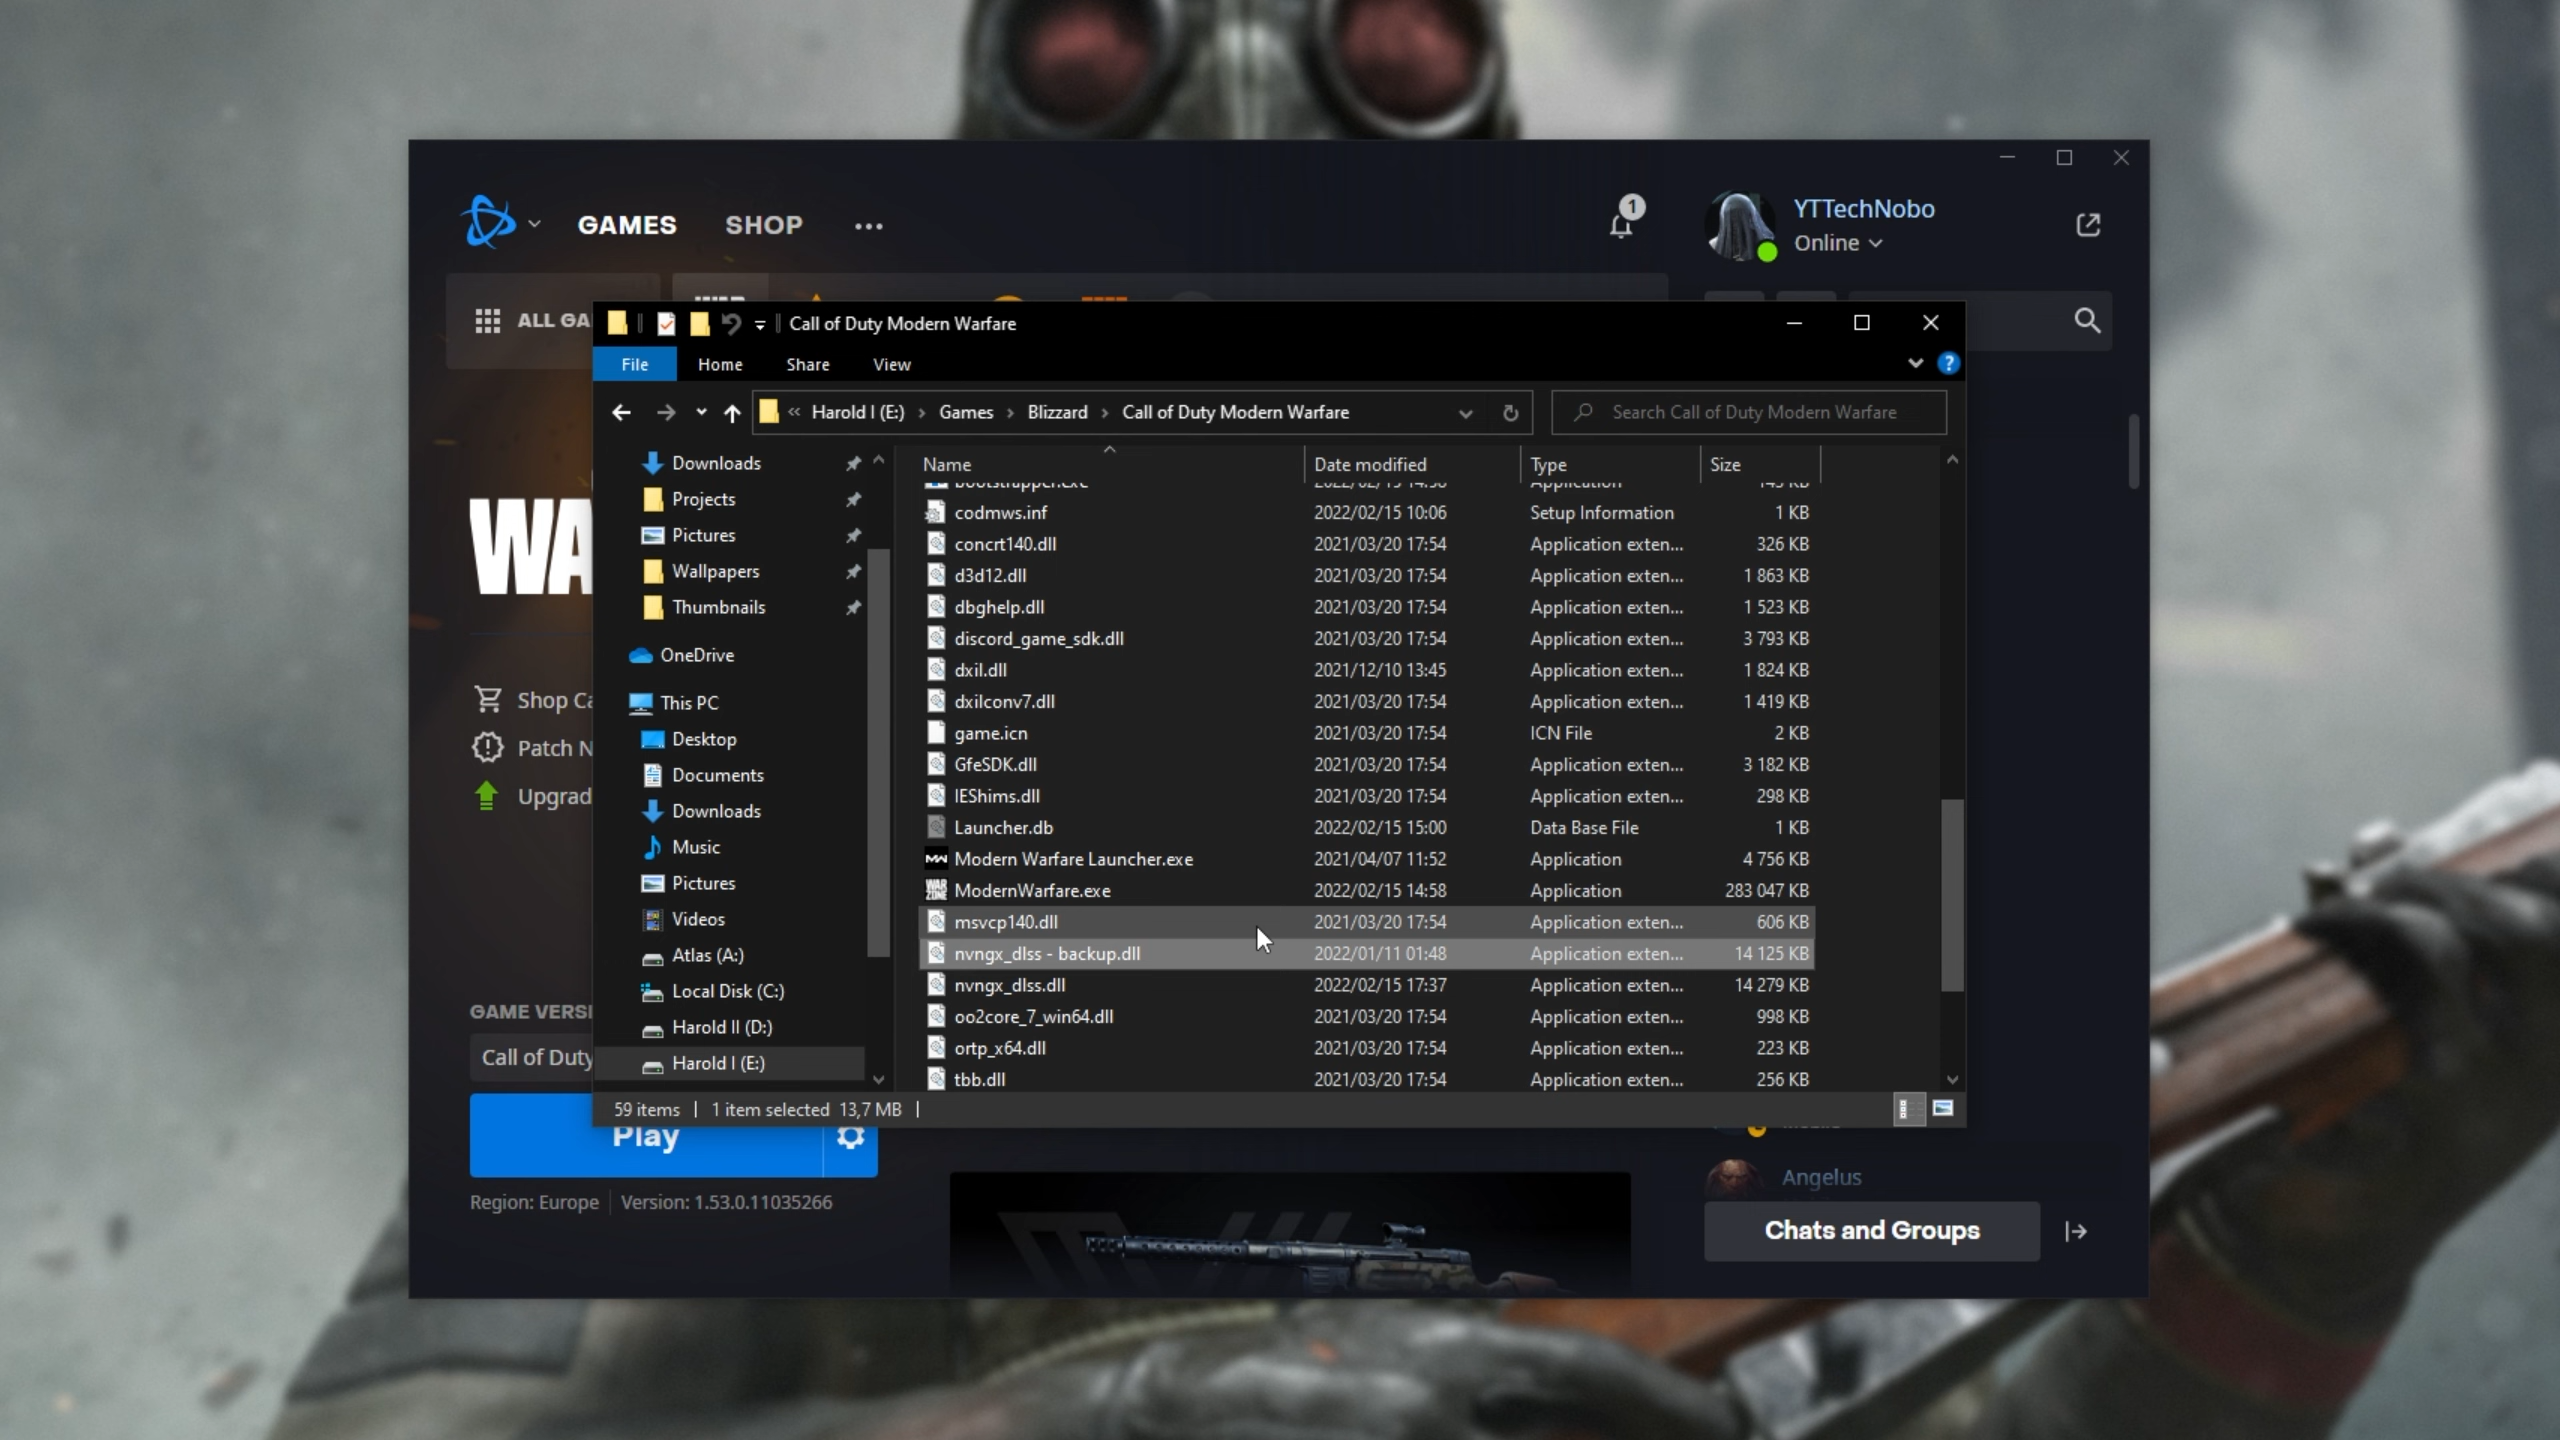 GAMES SHOP
1
YTTechNobo
Online
ALL GA
Call of Duty Modern Warfare
File Home Share View
?
« Harold I (E:) › Games › Blizzard › Call of Duty Modern Warfare
Search Call of Duty Modern Warfare
Name Date modified Type Size
codmws.inf 2022/02/15 10:06 Setup Information 1 KB
concrt140.dll 2021/03/20 17:54 Application exten... 326 KB
d3d12.dll 2021/03/20 17:54 Application exten... 1 863 KB
dbghelp.dll 2021/03/20 17:54 Application exten... 1 523 KB
discord_game_sdk.dll 2021/03/20 17:54 Application exten... 3 793 KB
dxil.dll 2021/12/10 13:45 Application exten... 1 824 KB
dxilconv7.dll 2021/03/20 17:54 Application exten... 1 419 KB
game.icn 2021/03/20 17:54 ICN File 2 KB
GfeSDK.dll 2021/03/20 17:54 Application exten... 3 182 KB
IEShims.dll 2021/03/20 17:54 Application exten... 298 KB
Launcher.db 2022/02/15 15:00 Data Base File 1 KB
Modern Warfare Launcher.exe 2021/04/07 11:52 Application 4 756 KB
ModernWarfare.exe 2022/02/15 14:58 Application 283 047 KB
msvcp140.dll 2021/03/20 17:54 Application exten... 606 KB
nvngx_dlss - backup.dll 2022/01/11 01:48 Application exten... 14 125 KB
nvngx_dlss.dll 2022/02/15 17:37 Application exten... 14 279 KB
oo2core_7_win64.dll 2021/03/20 17:54 Application exten... 998 KB
ortp_x64.dll 2021/03/20 17:54 Application exten... 223 KB
tbb.dll 2021/03/20 17:54 Application exten... 256 KB
Downloads
Projects
Pictures
Wallpapers
Thumbnails
OneDrive
This PC
Desktop
Documents
Downloads
Music
Pictures
Videos
Atlas (A:)
Local Disk (C:)
Harold II (D:)
Harold I (E:)
59 items 1 item selected 13,7 MB
WA
Shop Ca
Patch N
Upgrad
GAME VERSI
Call of Duty
Play
Region: Europe Version: 1.53.0.11035266
Angelus
Chats and Groups